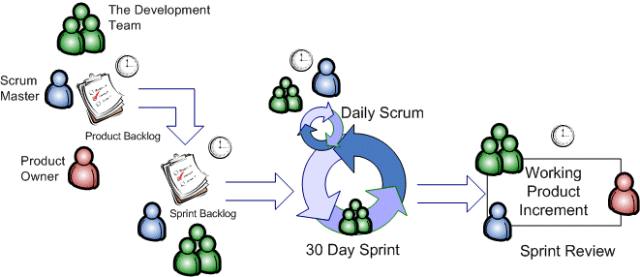 The Development
Team
Scrum
Master
Product Backlog
Product
Owner
Sprint Backlog
Daily Scrum
30 Day Sprint
Working
Product
Increment
Sprint Review